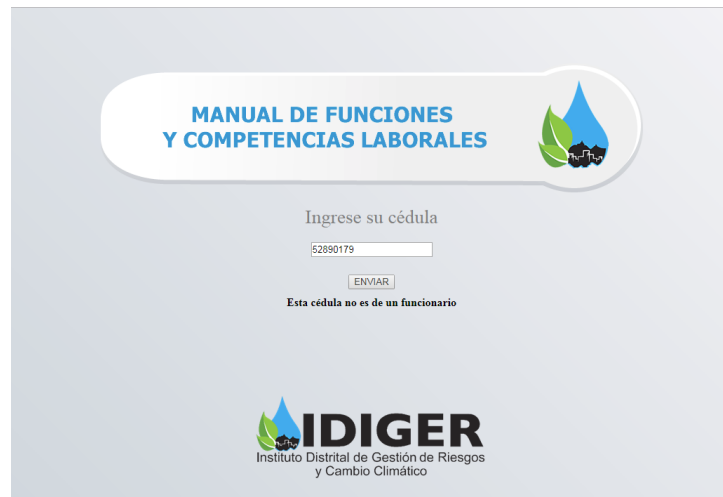 MANUAL DE FUNCIONES
Y COMPETENCIAS LABORALES
Ingrese su cédula
52890179
ENVIAR
Esta cédula no es de un funcionario
IDIGER
Instituto Distrital de Gestión de Riesgos
y Cambio Climático